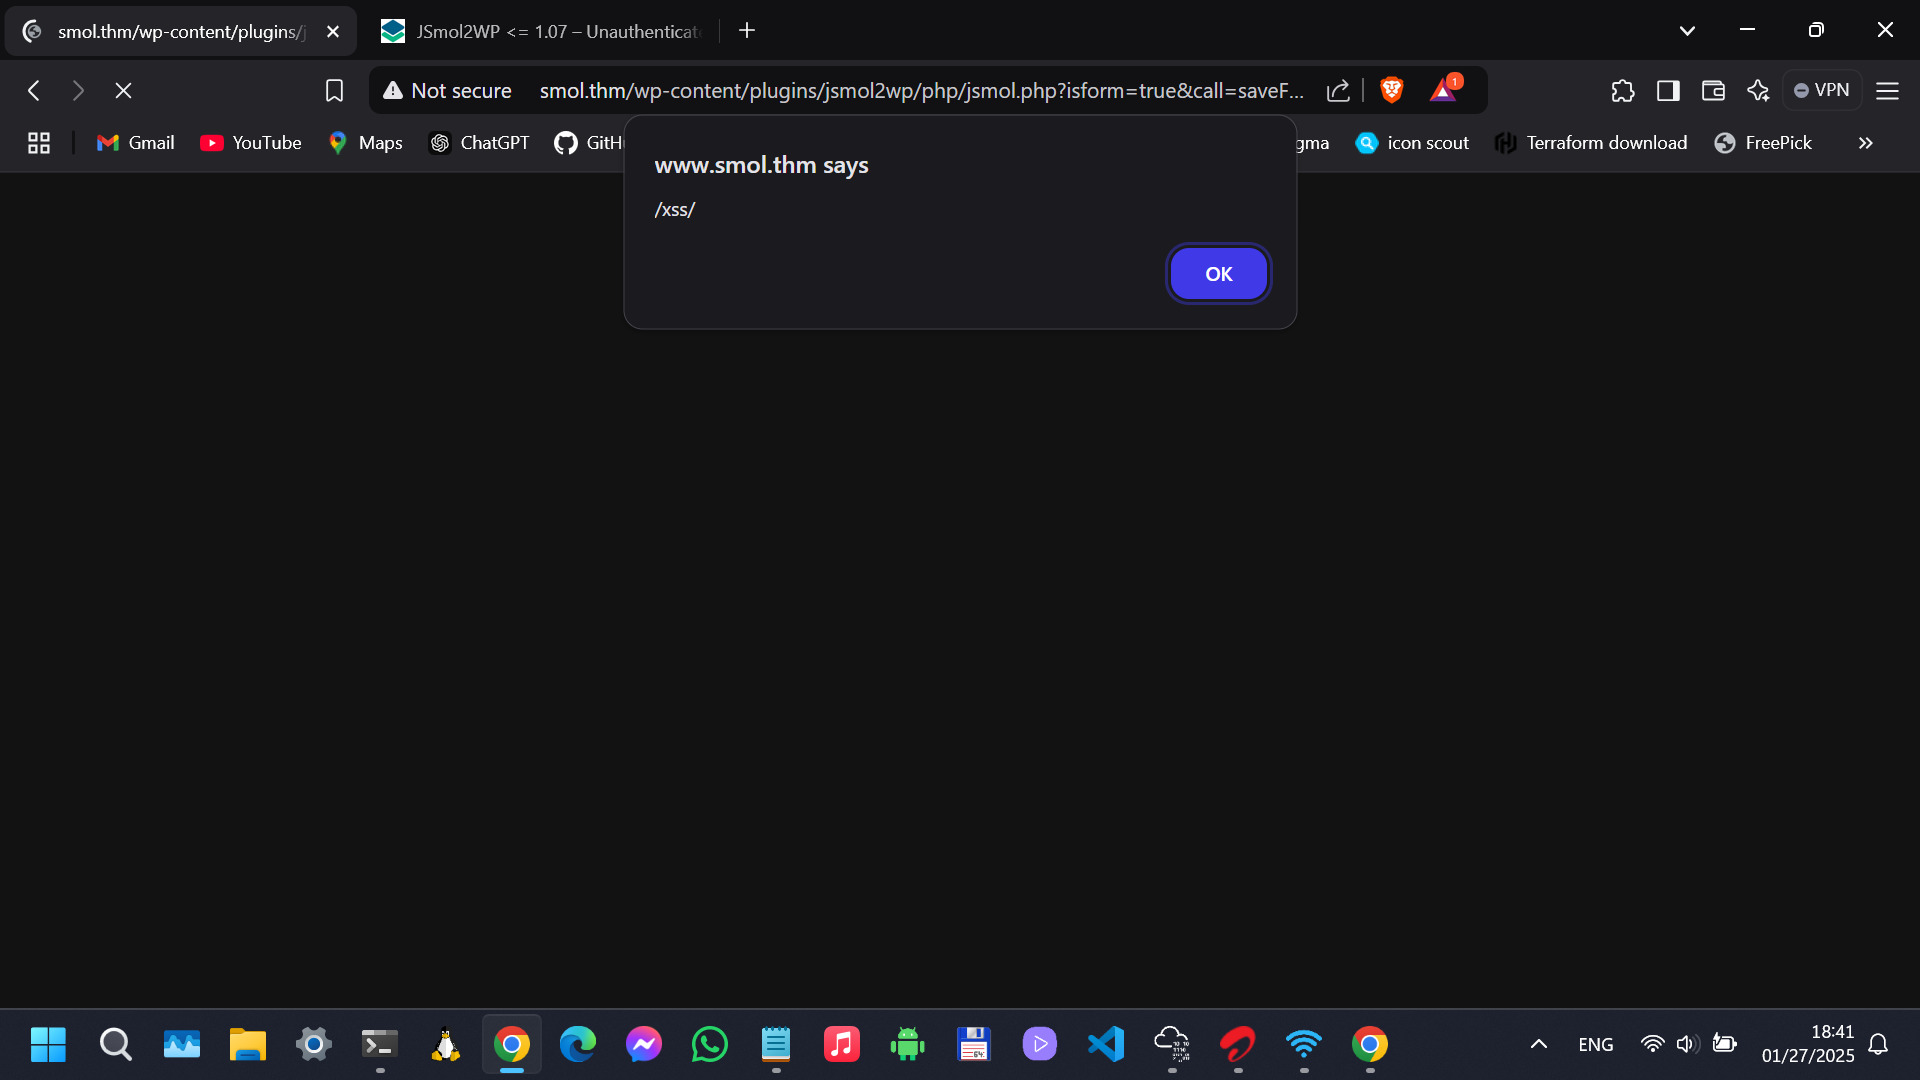 smol.thm/wp-content/plugins/j
JSmol2WP <= 1.07 – Unauthenticat
Not secure
smol.thm/wp-content/plugins/jsmol2wp/php/jsmol.php?isform=true&call=saveF...
1
VPN
Gmail
YouTube
Maps
ChatGPT
GitH
gma
icon scout
Terraform download
FreePick
www.smol.thm says
/xss/
OK
ENG
18:41
01/27/2025